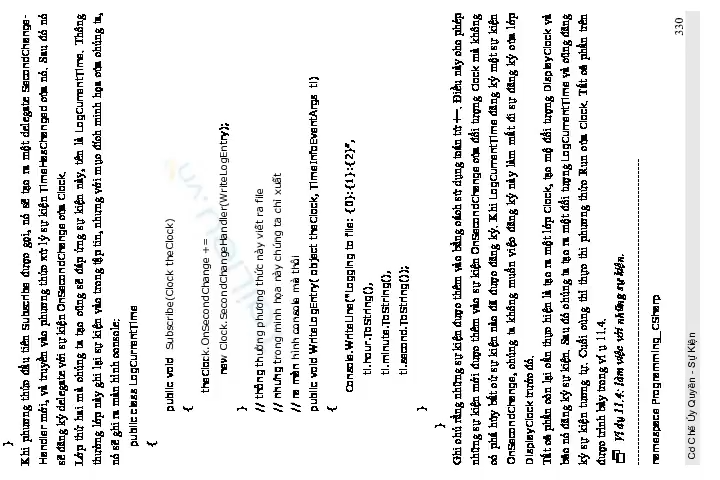 }
Khi phương thức đầu tiên Subscribe được gọi, nó sẽ tạo ra một delegate SecondChange-
Handler mới, và truyền vào phương thức xử lý sự kiện TimeHasChanged của nó. Sau đó nó
sẽ đăng ký delegate với sự kiện OnSecondChange của Clock.
Lớp thứ hai mà chúng ta tạo cũng sẽ đáp ứng sự kiện này, tên là LogCurrentTime. Thông
thường lớp này ghi lại sự kiện vào trong tập tin, nhưng với mục đích minh họa của chúng ta,
nó sẽ ghi ra màn hình console:
public class LogCurrentTime
{
public void Subscribe(Clock theClock)
{
theClock.OnSecondChange +=
new Clock.SecondChangeHandler(WriteLogEntry);
}
// thông thường phương thức này viết ra file
// nhưng trong minh họa này chúng ta chỉ xuất
// ra màn hình console mà thôi
public void WriteLogEntry( object theClock, TimeInfoEventArgs ti)
{
Console.WriteLine("Logging to file: {0}:{1}:{2}",
ti.hour.ToString(),
ti.minute.ToString(),
ti.second.ToString());
}
}
Ghi chú rằng những sự kiện được thêm vào bằng cách sử dụng toán tử +=. Điều này cho phép
những sự kiện mới được thêm vào sự kiện OnSecondChange của đối tượng Clock mà không
có phá hủy bất cứ sự kiện nào đã được đăng ký. Khi LogCurrentTime đăng ký một sự kiện
OnSecondChange, chúng ta không muốn việc đăng ký này làm mất đi sự đăng ký của lớp
DisplayClock trước đó.
Tất cả phần còn lại cần thực hiện là tạo ra một lớp Clock, tạo mộ đối tượng DisplayClock và
bảo nó đăng ký sự kiện. Sau đó chúng ta tạo ra một đối tượng LogCurrentTime và cũng đăng
ký sự kiện tương tự. Cuối cùng thì thực thi phương thức Run của Clock. Tất cả phần trên
được trình bày trong ví dụ 11.4.
Ví dụ 11.4: làm việc với những sự kiện.
namespace Programming_CSharp
Cơ Chế Ủy Quyền - Sự Kiện
330